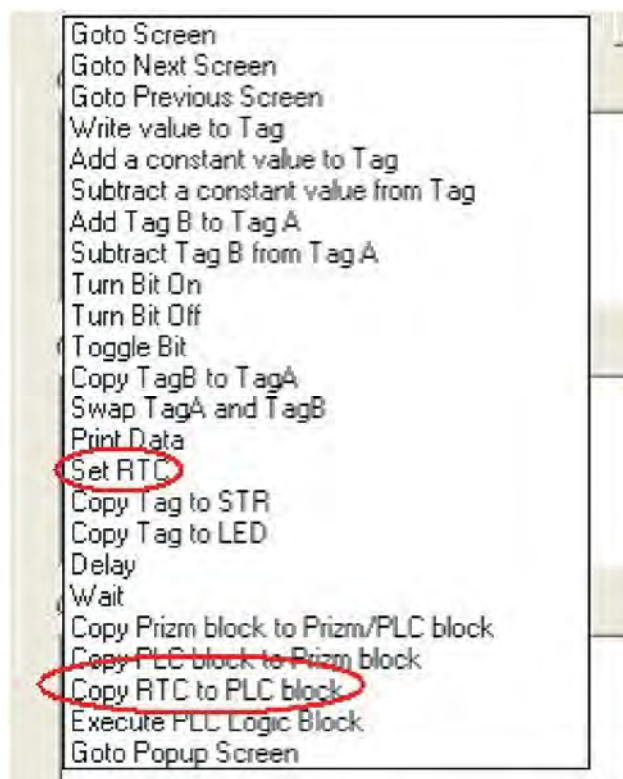 Goto Screen
Goto Next Screen
Goto Previous Screen
Write value to Tag
Add a constant value to Tag
Subtract a constant value from Tag
Add Tag B to Tag A
Subtract Tag B from Tag A
Turn Bit On
Turn Bit Off
Toggle Bit
Copy TagB to TagA
Swap TagA and TagB
Print Data
Set RTC
Copy Tag to STR
Copy Tag to LED
Delay
Wait
Copy Prizm block to Prizm/PLC block
Copy PLC block to Prizm block
Copy RTC to PLC block
Execute PLC Logic Block
Goto Popup Screen